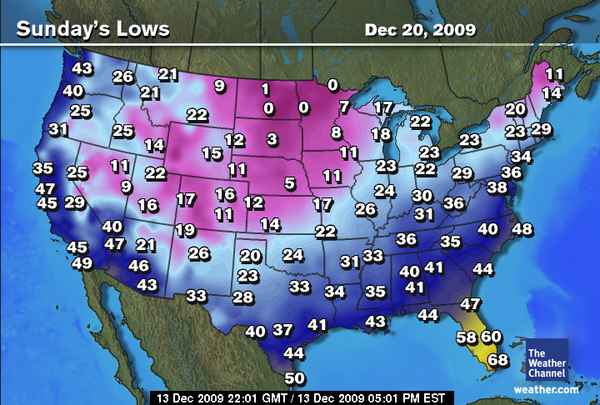 Sunday's Lows
Dec 20, 2009
43 26 21 9 1 0 11
40 21 14
25 22 0 0 7 17 20
31 25 12 3 8 18 22 23 29
14 15 11 23 23 34
35 25 11 22 11 5 11 23 22 29 36
47 9 17 16 12 17 24 30 38
45 29 16 11 14 26 31 36
40 19 22 40 48
45 47 21 26 20 24 31 33 36 35
49 46 23 40 41 44
43 33 28 33 34 35 41
40 37 41 43 44 47
44 58 60
50 68
The
Weather
Channel
weather.com
13 Dec 2009 22:01 GMT / 13 Dec 2009 05:01 PM EST